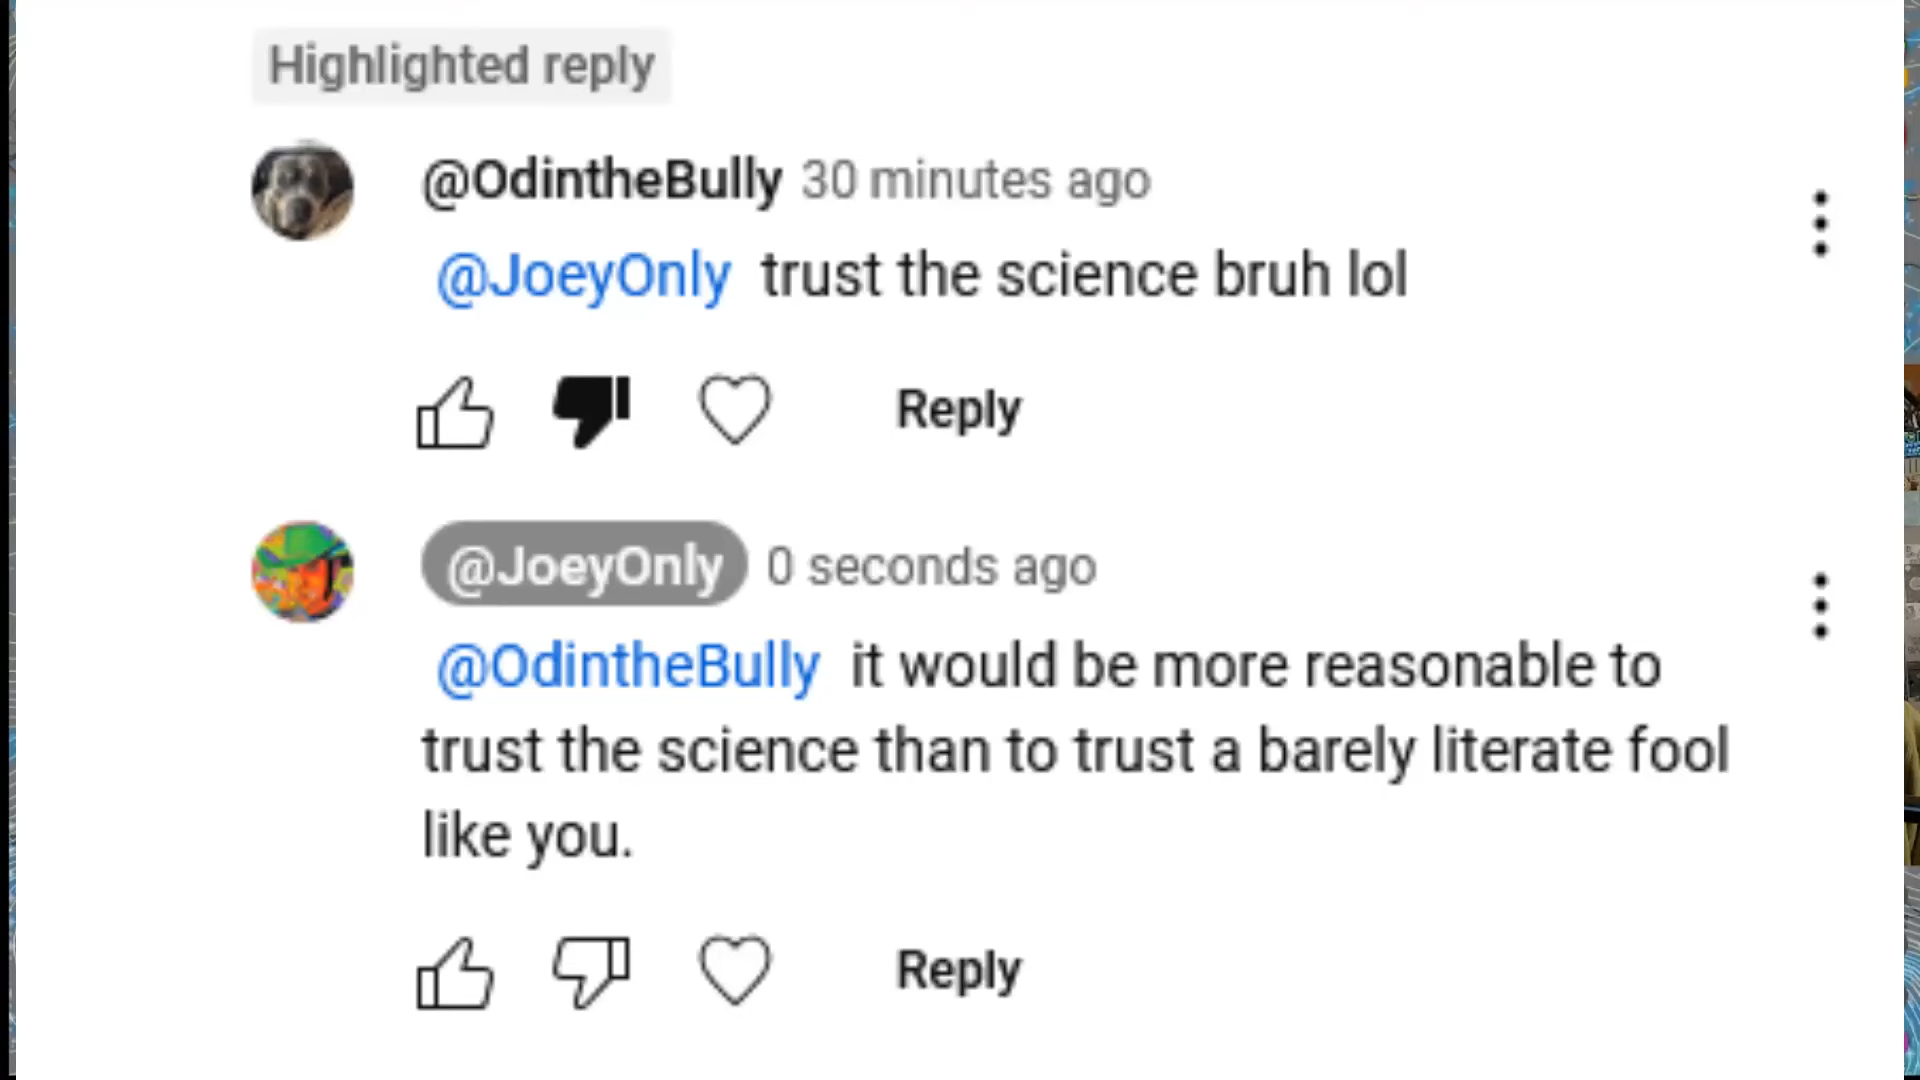 Highlighted reply
@OdintheBully 30 minutes ago
@JoeyOnly trust the science bruh lol
Reply
@JoeyOnly 0 seconds ago
@OdintheBully it would be more reasonable to
trust the science than to trust a barely literate fool
like you.
Reply